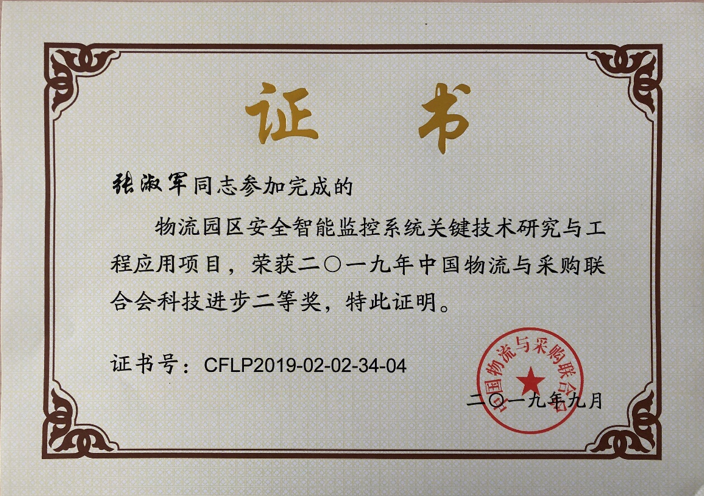 证书
张淑军同志参加完成的
物流园区安全智能监控系统关键技术研究与工
程应用项目，荣获二〇一九年中国物流与采购联
合会科技进步二等奖，特此证明。
证书号：CFLP2019-02-02-34-04
中国物流与采购联合会
二〇一九年九月